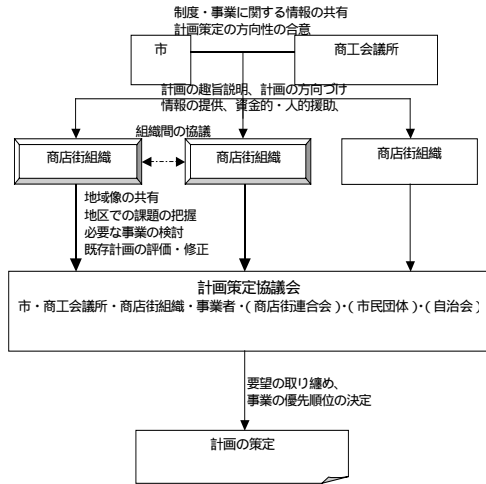 制度・事業に関する情報の共有
計画策定の方向性の合意
市
商工会議所
計画の趣旨説明、計画の方向づけ
情報の提供、資金的・人的援助、
組織間の協議
商店街組織
商店街組織
商店街組織
地域像の共有
地区での課題の把握
必要な事業の検討
既存計画の評価・修正
計画策定協議会
市・商工会議所・商店街組織・事業者・(商店街連合会)・(市民団体)・(自治会)
要望の取り纏め、
事業の優先順位の決定
計画の策定